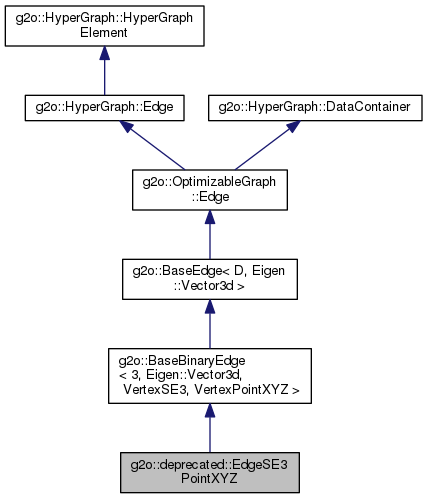 g2o::HyperGraph::HyperGraph
Element
g2o::HyperGraph::Edge
g2o::HyperGraph::DataContainer
g2o::OptimizableGraph
::Edge
g2o::BaseEdge< D, Eigen
::Vector3d >
g2o::BaseBinaryEdge
< 3, Eigen::Vector3d,
VertexSE3, VertexPointXYZ >
g2o::deprecated::EdgeSE3
PointXYZ